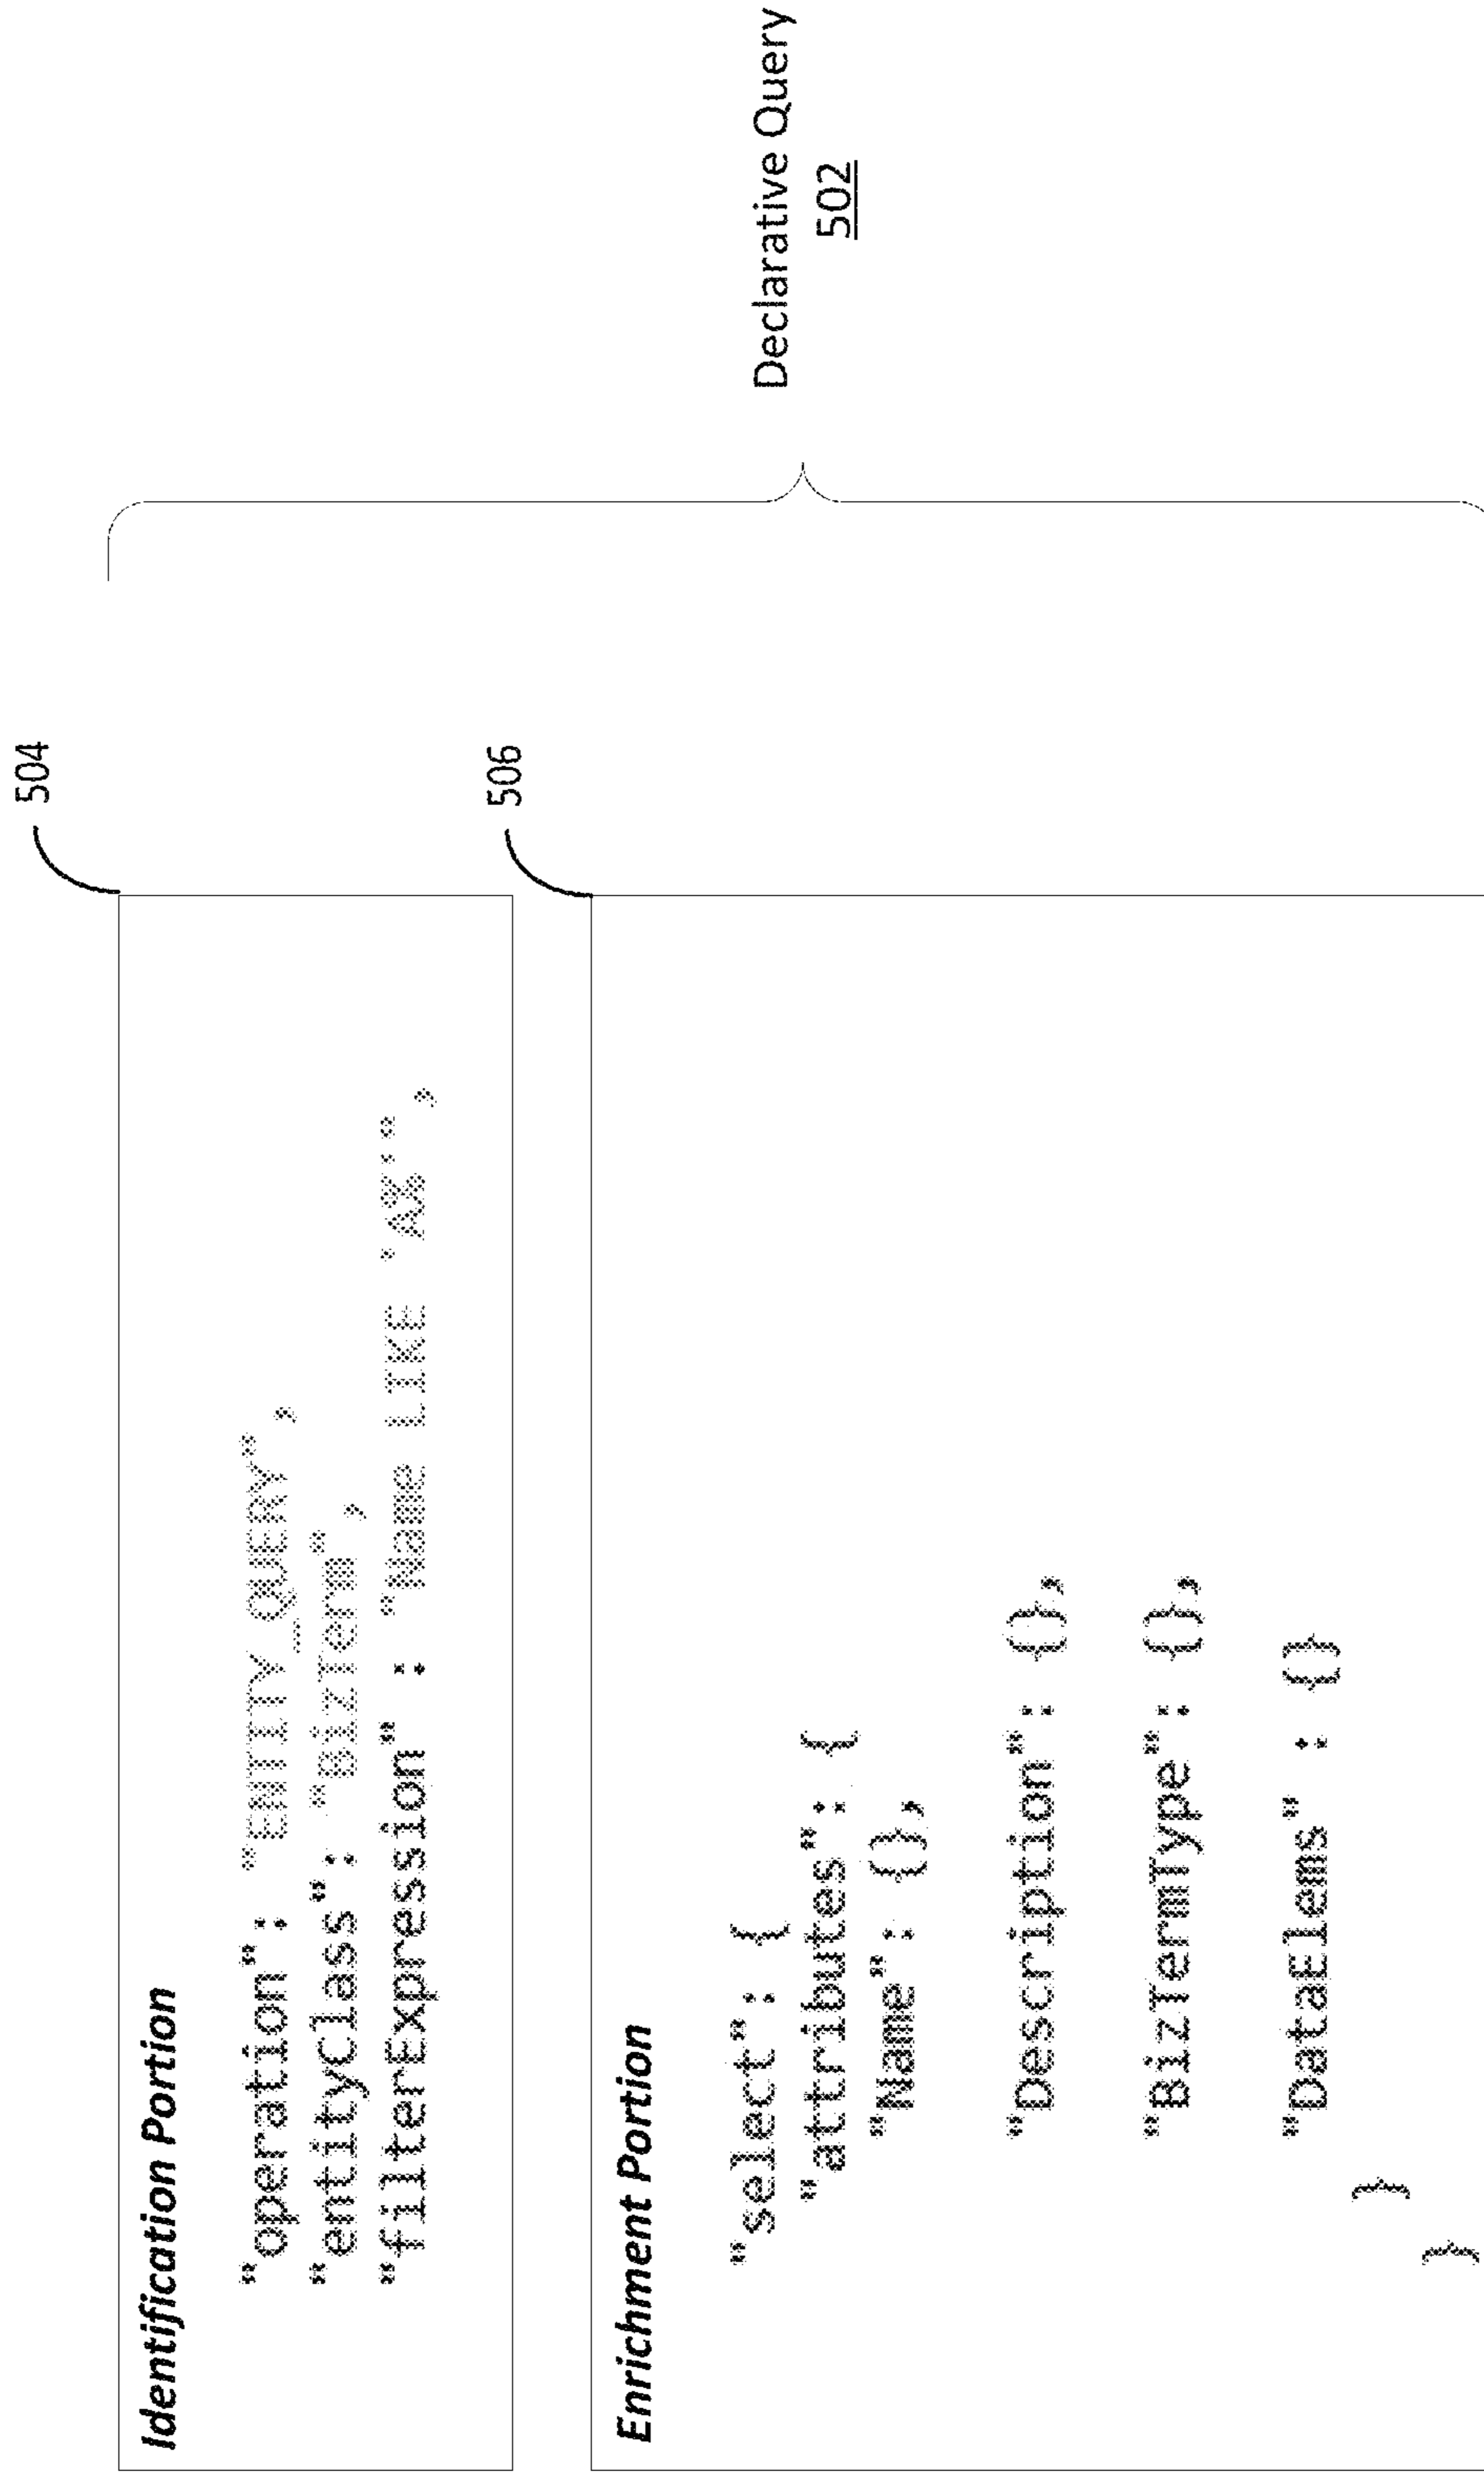 504
Identification Portion
"operation": "ENTITY_QUERY",
"entityClass": "BizTerm",
"filterExpression" : "Name LIKE 'A%'",
506
Enrichment Portion
"select": {
"attributes": {
"Name": {},
"Description": {},
"BizTermType": {},
"DataElems" : {}
}
}
Declarative Query
502